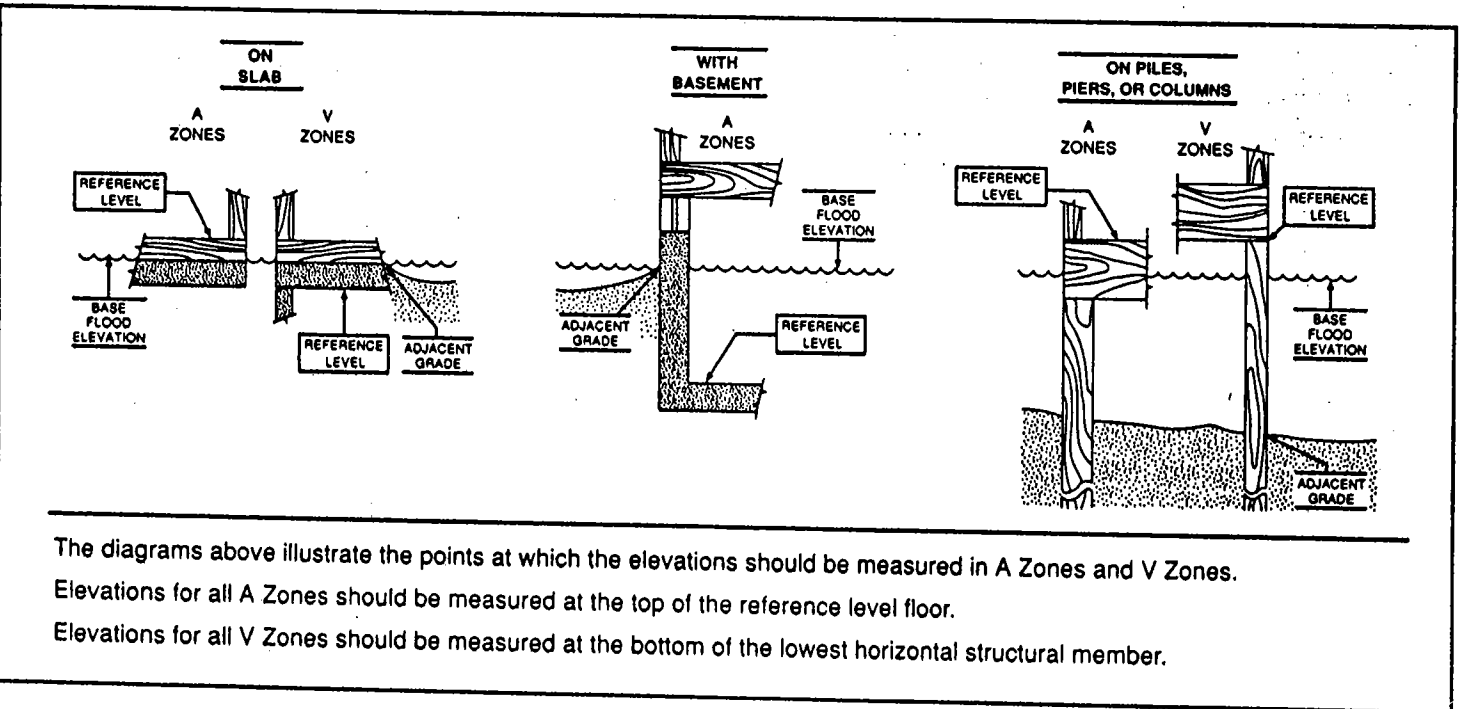 ON
SLAB
A
ZONES
V
ZONES
REFERENCE
LEVEL
BASE
FLOOD
ELEVATION
REFERENCE
LEVEL
ADJACENT
GRADE
WITH
BASEMENT
A
ZONES
BASE
FLOOD
ELEVATION
ADJACENT
GRADE
REFERENCE
LEVEL
ON PILES,
PIERS, OR COLUMNS
A
ZONES
V
ZONES
REFERENCE
LEVEL
REFERENCE
LEVEL
BASE
FLOOD
ELEVATION
ADJACENT
GRADE
The diagrams above illustrate the points at which the elevations should be measured in A Zones and V Zones.
Elevations for all A Zones should be measured at the top of the reference level floor.
Elevations for all V Zones should be measured at the bottom of the lowest horizontal structural member.